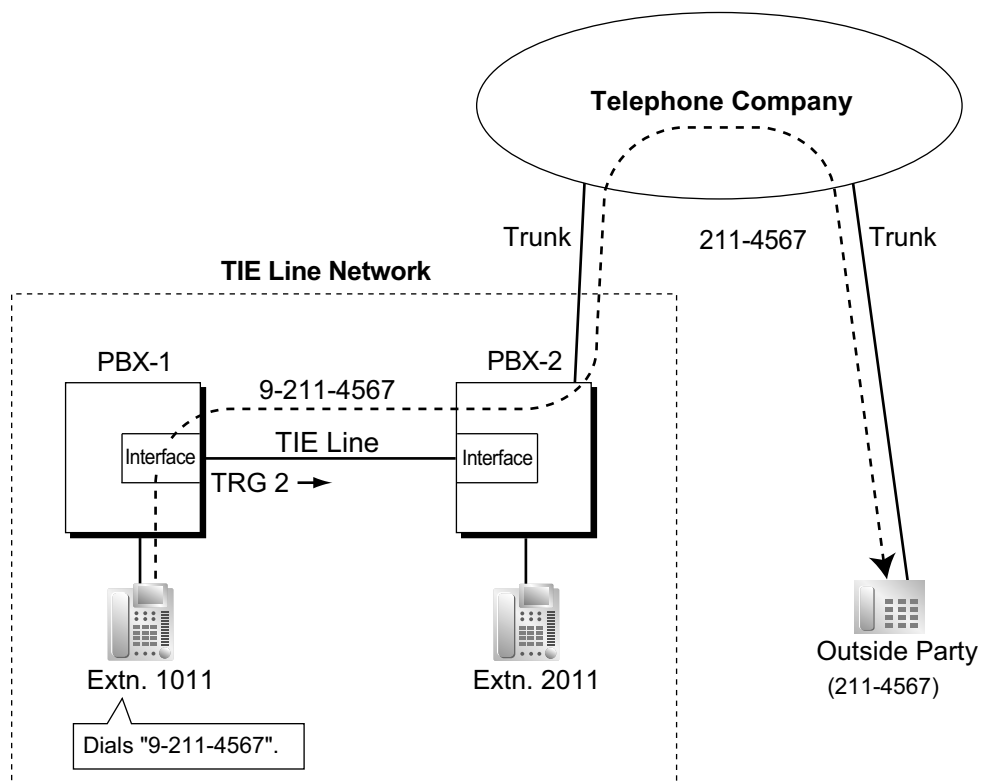 Telephone Company
Trunk
211-4567
Trunk
TIE Line Network
PBX-1
PBX-2
9-211-4567
Interface
TIE Line
Interface
TRG 2
Extn. 1011
Extn. 2011
Outside Party
(211-4567)
Dials "9-211-4567".